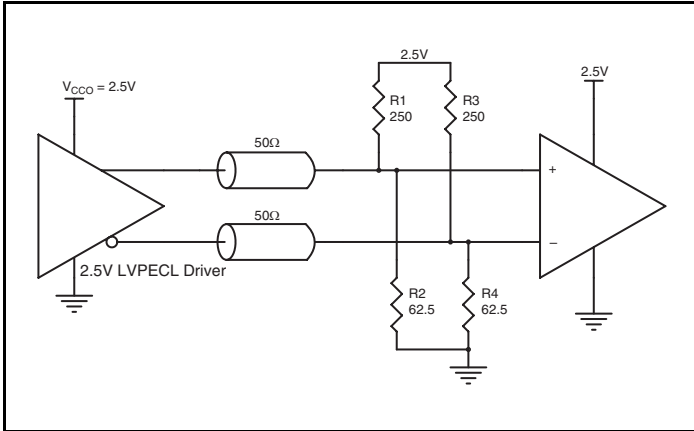 2.5V
2.5V
V_CCO = 2.5V
R1
250
R3
250
50Ω
+
50Ω
–
2.5V LVPECL Driver
R2
62.5
R4
62.5